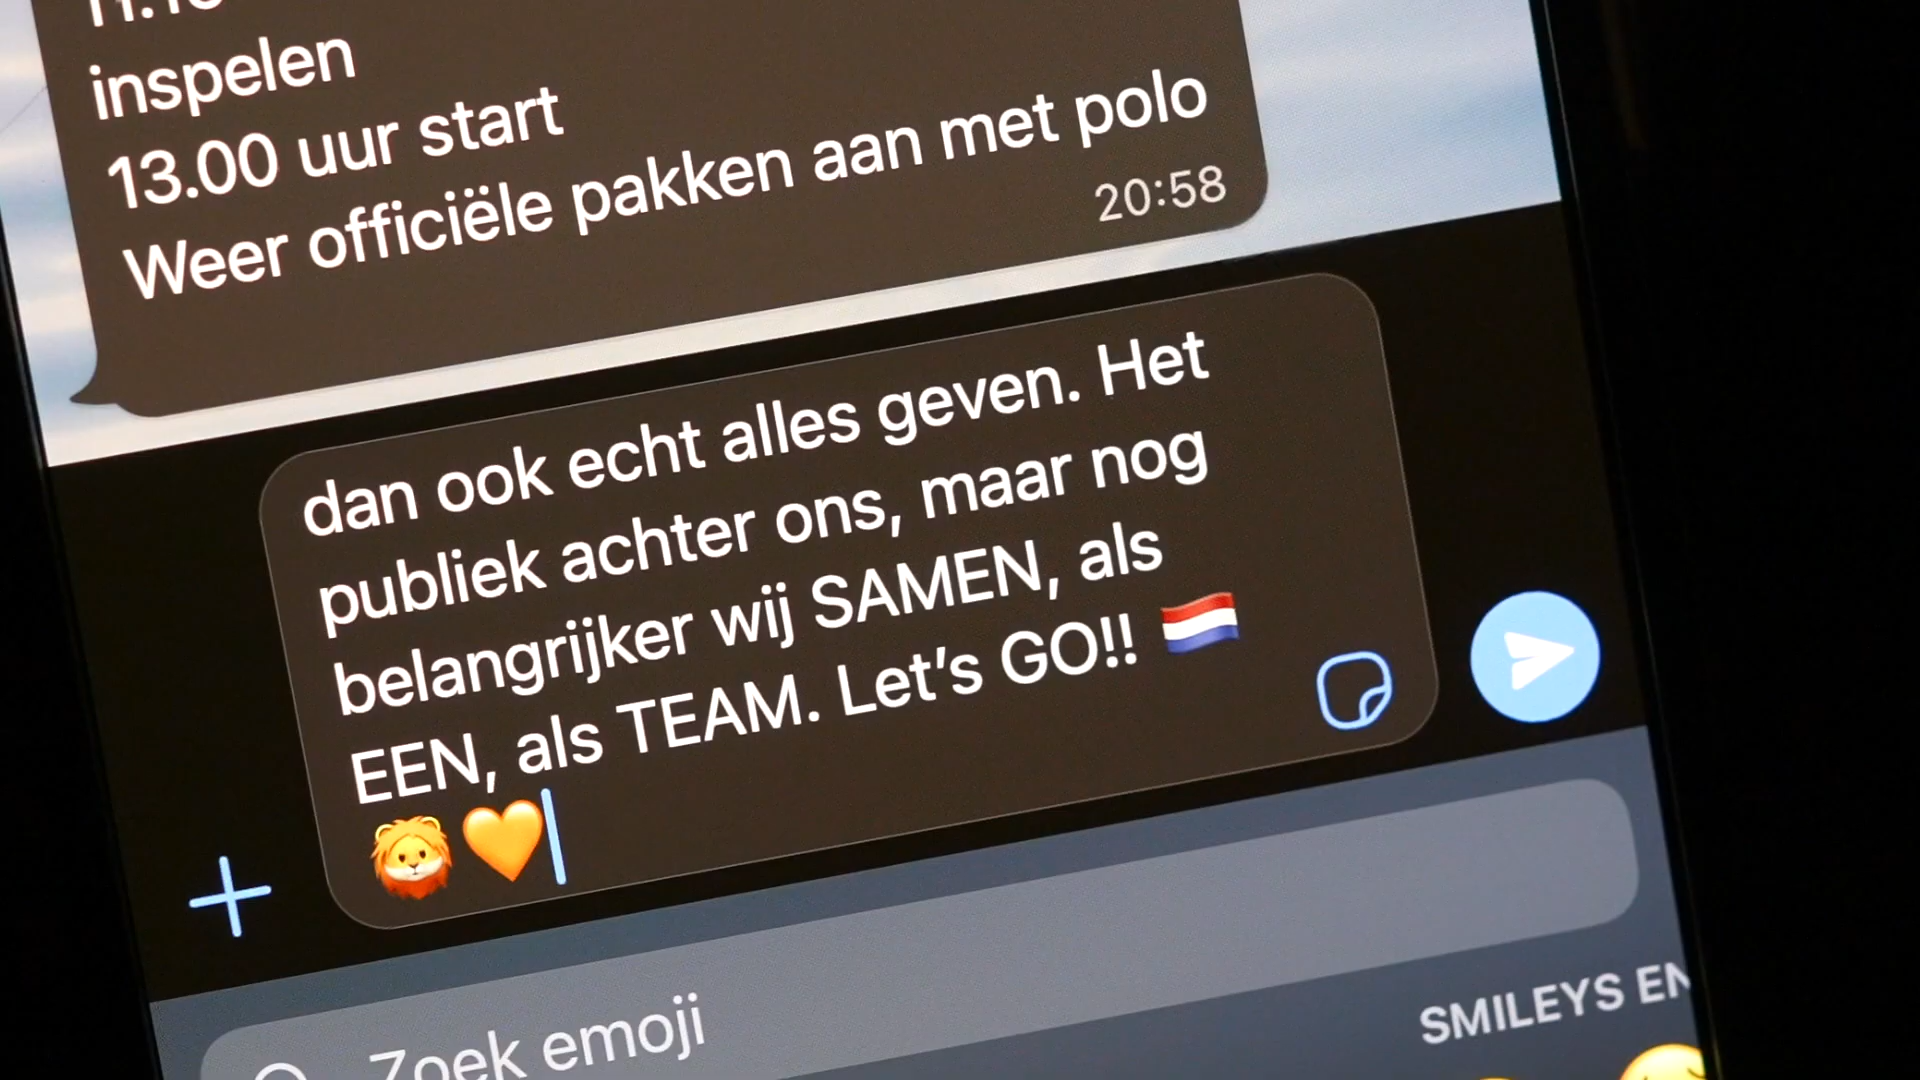 inspelen
13.00 uur start
Weer officiële pakken aan met polo
20:58
dan ook echt alles geven. Het
publiek achter ons, maar nog
belangrijker wij SAMEN, als
EEN, als TEAM. Let's GO!! 🇳🇱
🦁🧡
Zoek emoji
SMILEYS EN